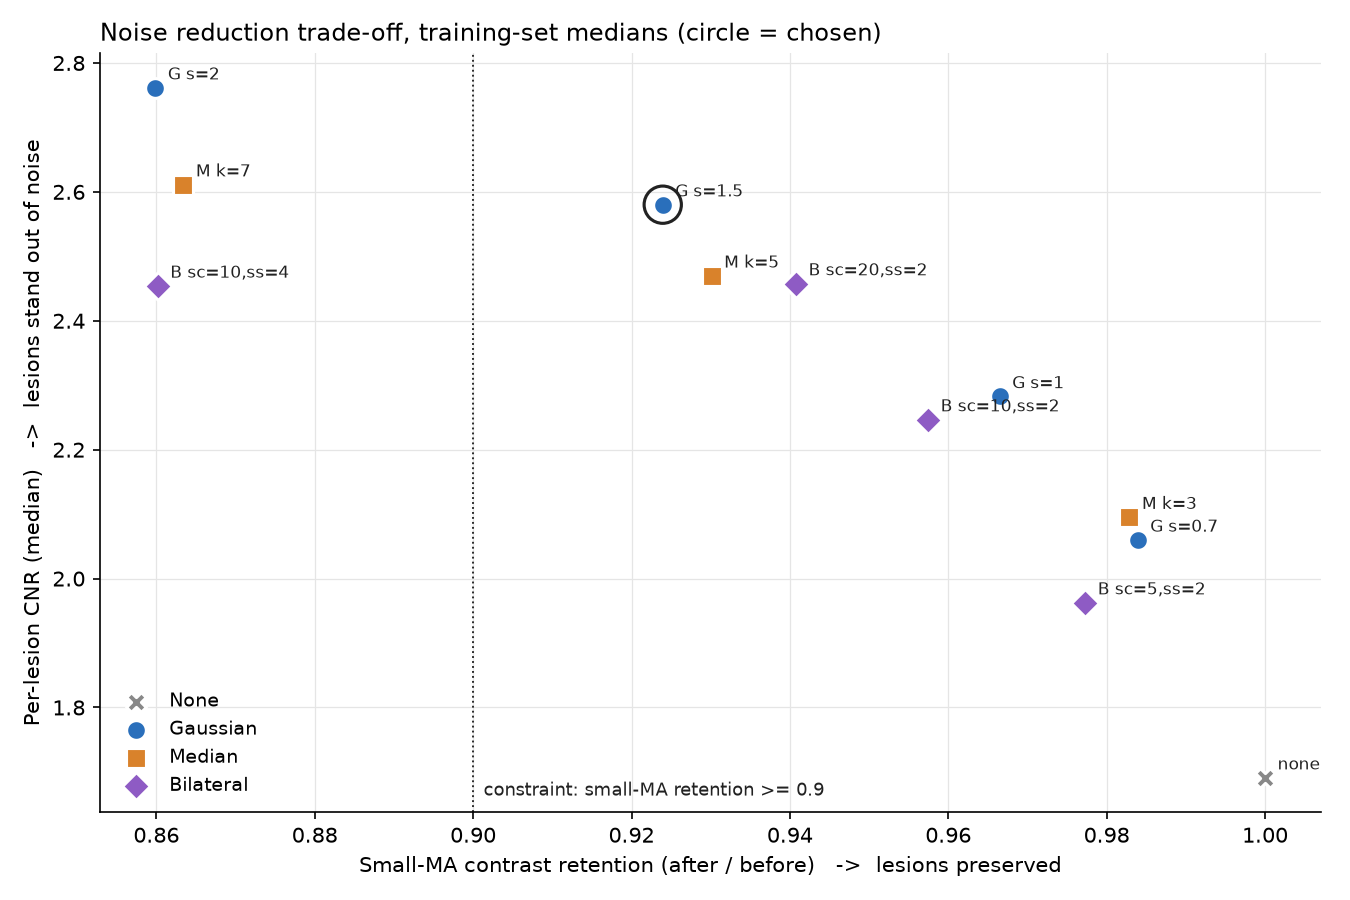 Noise reduction trade-off, training-set medians (circle = chosen)
Per-lesion CNR (median)   ->  lesions stand out of noise
2.8
2.6
2.4
2.2
2.0
1.8
G s=2
M k=7
B sc=10,ss=4
G s=1.5
M k=5
B sc=20,ss=2
G s=1
B sc=10,ss=2
M k=3
G s=0.7
B sc=5,ss=2
none
None
Gaussian
Median
Bilateral
constraint: small-MA retention >= 0.9
0.86 0.88 0.90 0.92 0.94 0.96 0.98 1.00
Small-MA contrast retention (after / before)   ->  lesions preserved